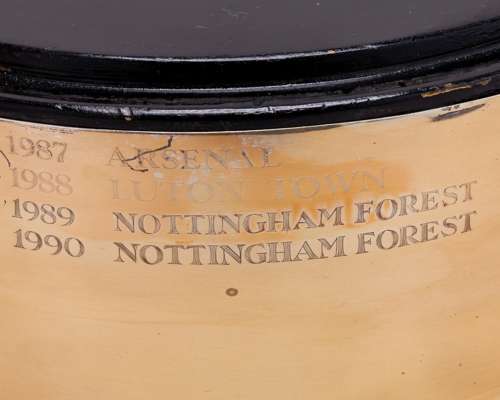 1987 ARSENAL
1988 LUTON TOWN
1989 NOTTINGHAM FOREST
1990 NOTTINGHAM FOREST